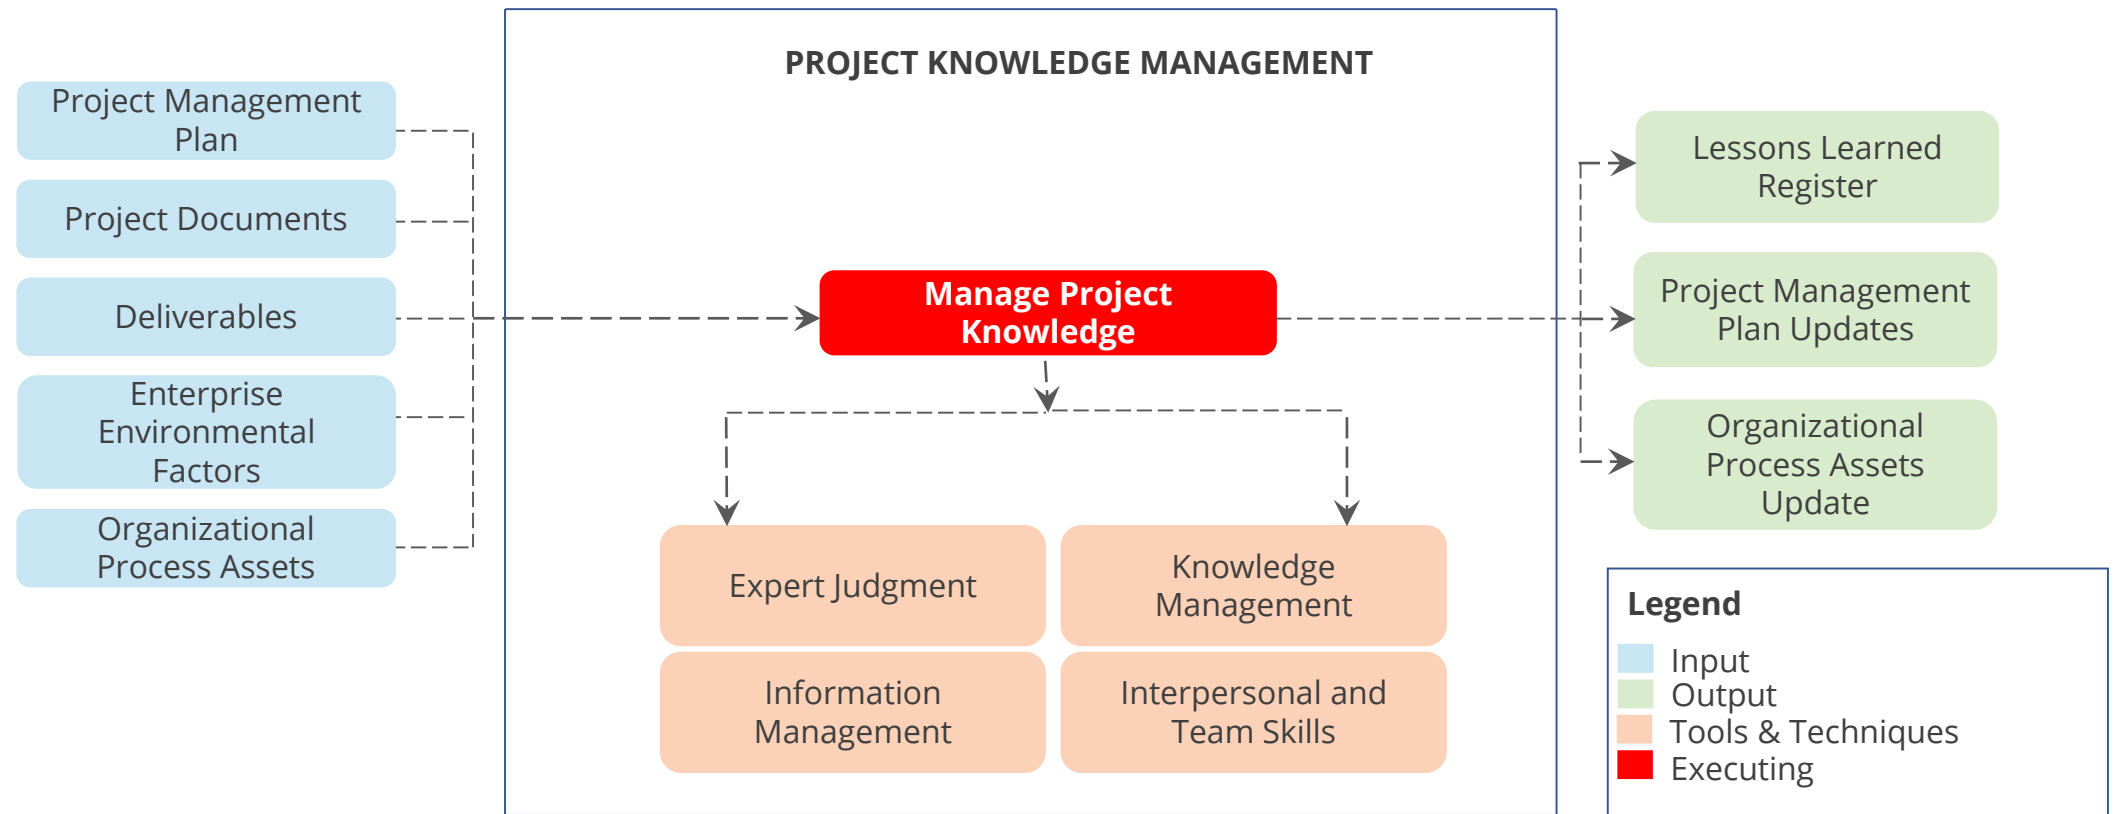 PROJECT KNOWLEDGE MANAGEMENT
Project Management
Plan
Project Documents
Deliverables
Enterprise
Environmental
Factors
Organizational
Process Assets
Manage Project
Knowledge
Expert Judgment
Knowledge
Management
Information
Management
Interpersonal and
Team Skills
Lessons Learned
Register
Project Management
Plan Updates
Organizational
Process Assets
Update
Legend
Input
Output
Tools & Techniques
Executing